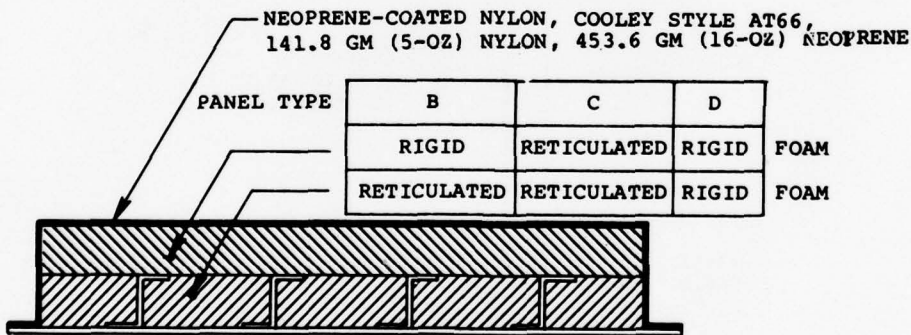 NEOPRENE-COATED NYLON, COOLEY STYLE AT66,
141.8 GM (5-OZ) NYLON, 453.6 GM (16-OZ) NEOPRENE
PANEL TYPE B C D
RIGID RETICULATED RIGID FOAM
RETICULATED RETICULATED RIGID FOAM